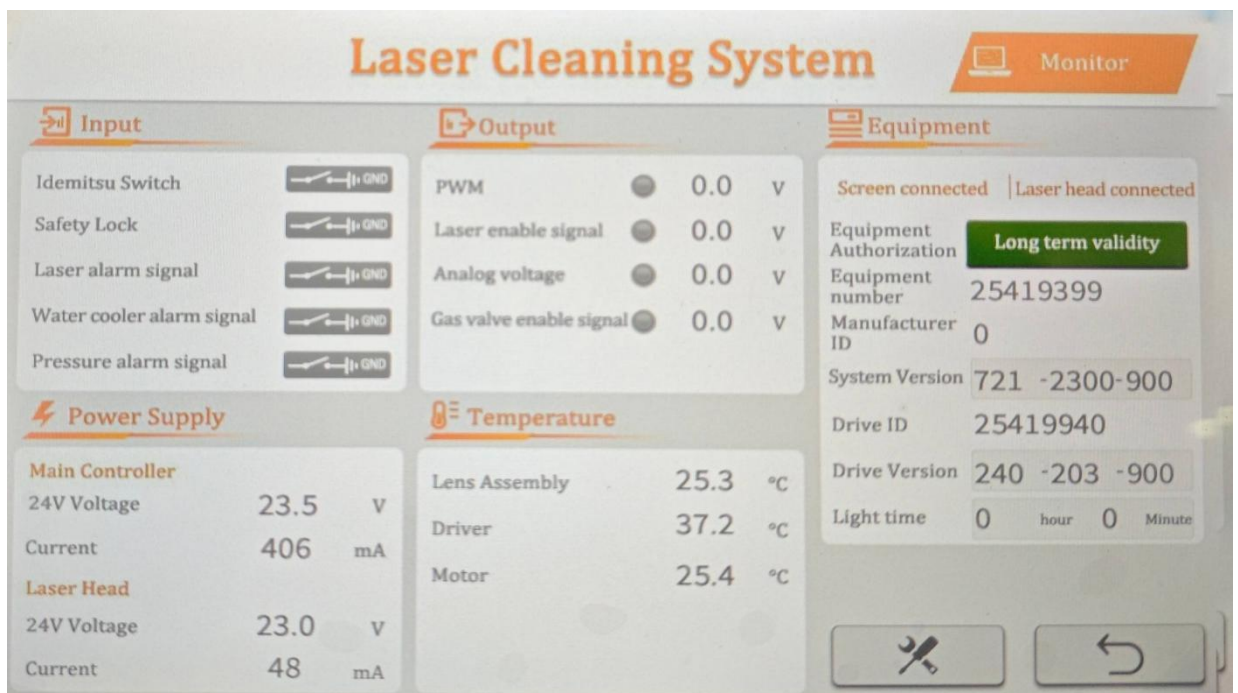 Laser Cleaning System
Monitor
Input
Idemitsu Switch GND
Safety Lock GND
Laser alarm signal GND
Water cooler alarm signal GND
Pressure alarm signal GND
Output
PWM 0.0 V
Laser enable signal 0.0 V
Analog voltage 0.0 V
Gas valve enable signal 0.0 V
Equipment
Screen connected Laser head connected
Equipment
Authorization Long term validity
Equipment
number 25419399
Manufacturer
ID 0
System Version 721 -2300-900
Drive ID 25419940
Drive Version 240 -203 -900
Light time 0 hour 0 Minute
Power Supply
Main Controller
24V Voltage 23.5 V
Current 406 mA
Laser Head
24V Voltage 23.0 V
Current 48 mA
Temperature
Lens Assembly 25.3 °C
Driver 37.2 °C
Motor 25.4 °C